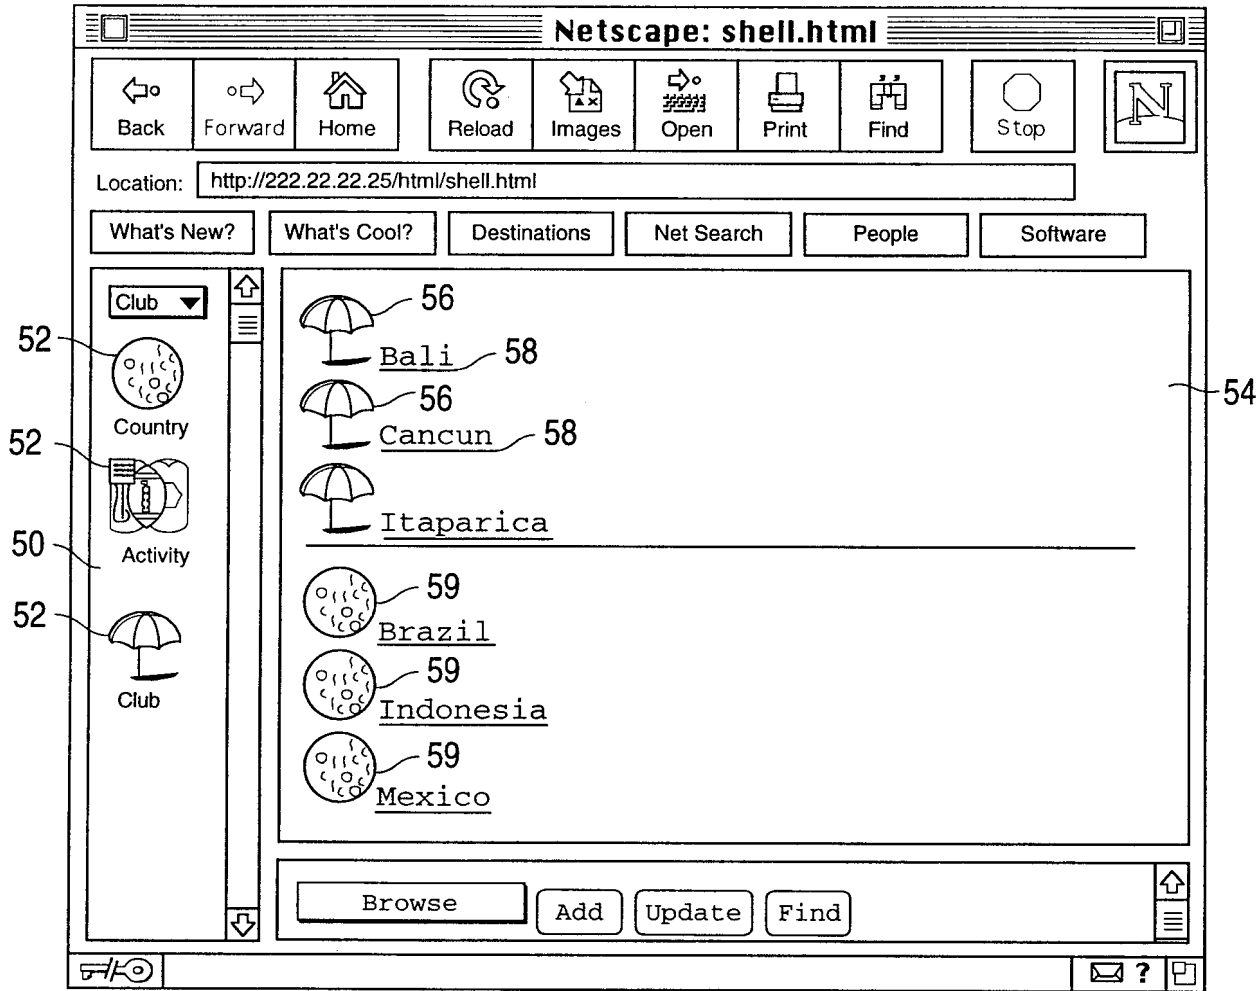 Netscape: shell.html
Back Forward Home Reload Images Open Print Find Stop N
Location: http://222.22.22.25/html/shell.html
What's New? What's Cool? Destinations Net Search People Software
Club
56
52
Bali 58
56
54
Country
Cancun 58
52
Itaparica
50
Activity
59
52
Brazil
59
Club
Indonesia
59
Mexico
Browse Add Update Find
?